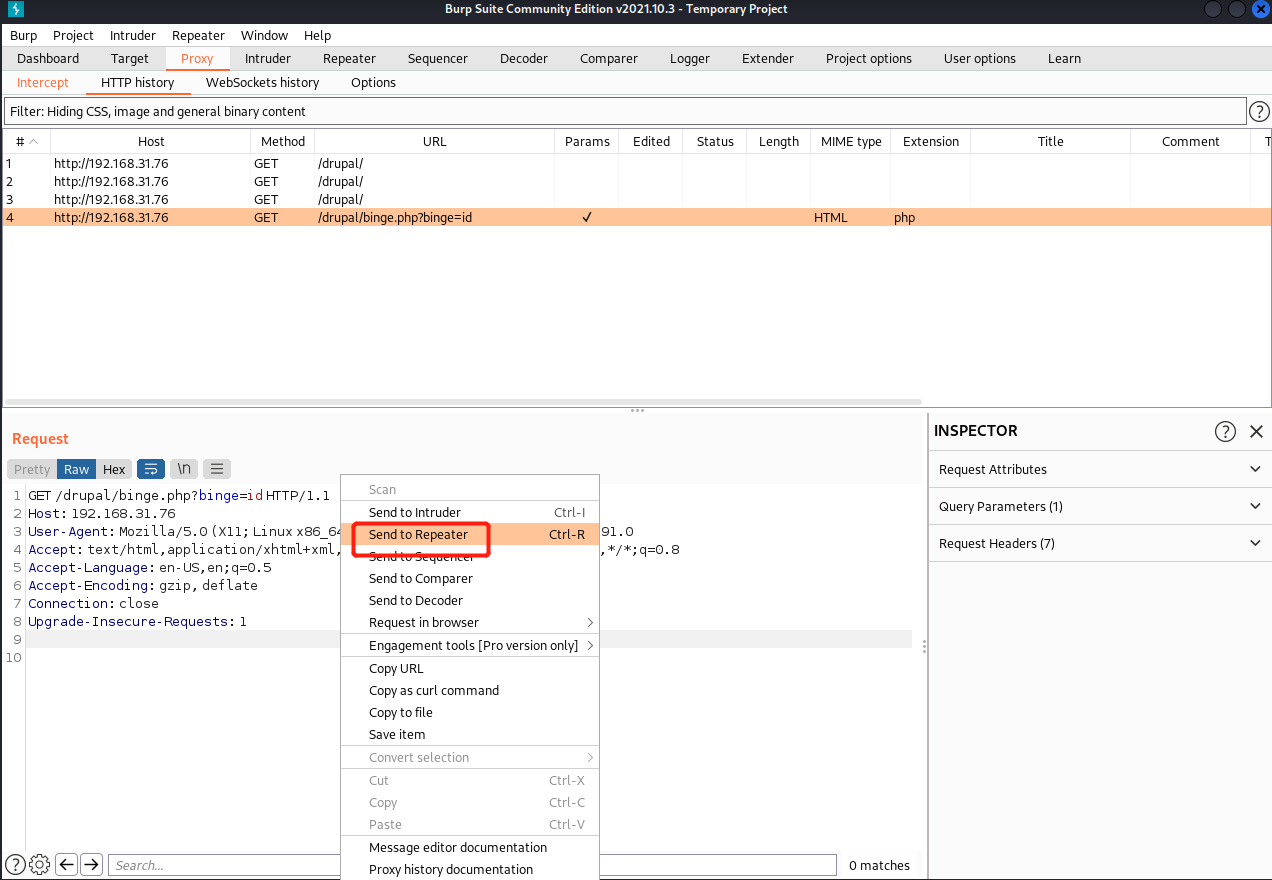 Burp Suite Community Edition v2021.10.3 - Temporary Project
Burp Project Intruder Repeater Window Help
Dashboard Target Proxy Intruder Repeater Sequencer Decoder Comparer Logger Extender Project options User options Learn
Intercept HTTP history WebSockets history Options
Filter: Hiding CSS, image and general binary content
# Host Method URL Params Edited Status Length MIME type Extension Title Comment
1 http://192.168.31.76 GET /drupal/
2 http://192.168.31.76 GET /drupal/
3 http://192.168.31.76 GET /drupal/
4 http://192.168.31.76 GET /drupal/binge.php?binge=id ✓ HTML php
Request
Pretty Raw Hex \n
1 GET /drupal/binge.php?binge=id HTTP/1.1
2 Host: 192.168.31.76
3 User-Agent: Mozilla/5.0 (X11; Linux x86_64 91.0
4 Accept: text/html,application/xhtml+xml, ,*/*;q=0.8
5 Accept-Language: en-US,en;q=0.5
6 Accept-Encoding: gzip, deflate
7 Connection: close
8 Upgrade-Insecure-Requests: 1
9
10
Scan
Send to Intruder Ctrl-I
Send to Repeater Ctrl-R
Send to Sequencer
Send to Comparer
Send to Decoder
Request in browser
Engagement tools [Pro version only]
Copy URL
Copy as curl command
Copy to file
Save item
Convert selection
Cut Ctrl-X
Copy Ctrl-C
Paste Ctrl-V
Message editor documentation
Proxy history documentation
INSPECTOR
Request Attributes
Query Parameters (1)
Request Headers (7)
Search...
0 matches